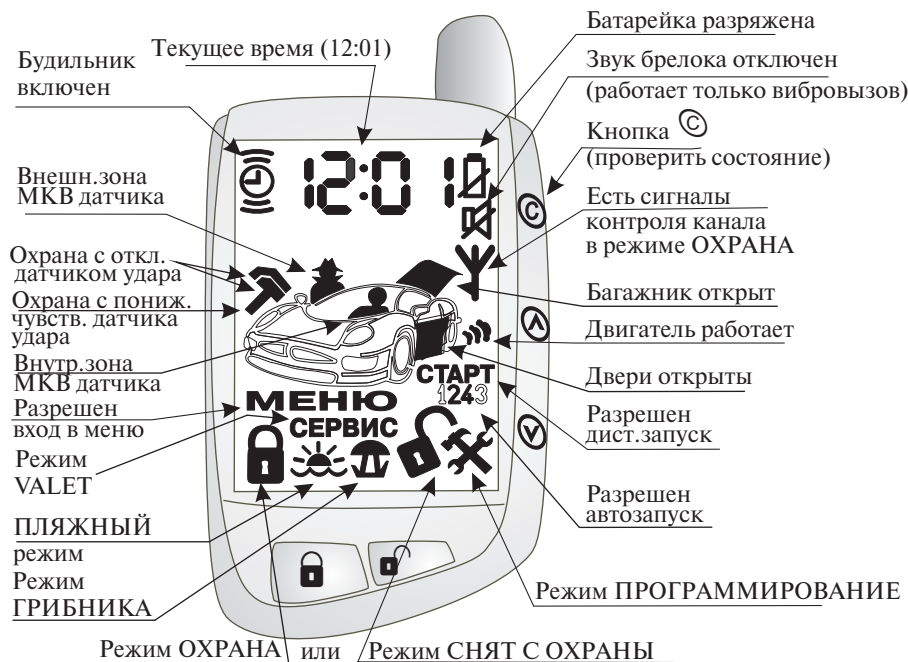 Батарейка разряжена
Текущее время (12:01)
Звук брелока отключен
(работает только вибровызов)
Будильник
включен
Кнопка C
(проверить состояние)
Внешн.зона
МКВ датчика
Есть сигналы
контроля канала
в режиме ОХРАНА
Охрана с откл.
датчиком удара
Охрана с пониж.
чувств. датчика
удара
Багажник открыт
Двигатель работает
Внутр.зона
МКВ датчика
Двери открыты
Разрешен
вход в меню
Разрешен
дист.запуск
Режим
VALET
Разрешен
автозапуск
ПЛЯЖНЫЙ
режим
Режим
ГРИБНИКА
Режим ПРОГРАММИРОВАНИЕ
Режим ОХРАНА или Режим СНЯТ С ОХРАНЫ
12:01
C
СТАРТ
1243
МЕНЮ
СЕРВИС